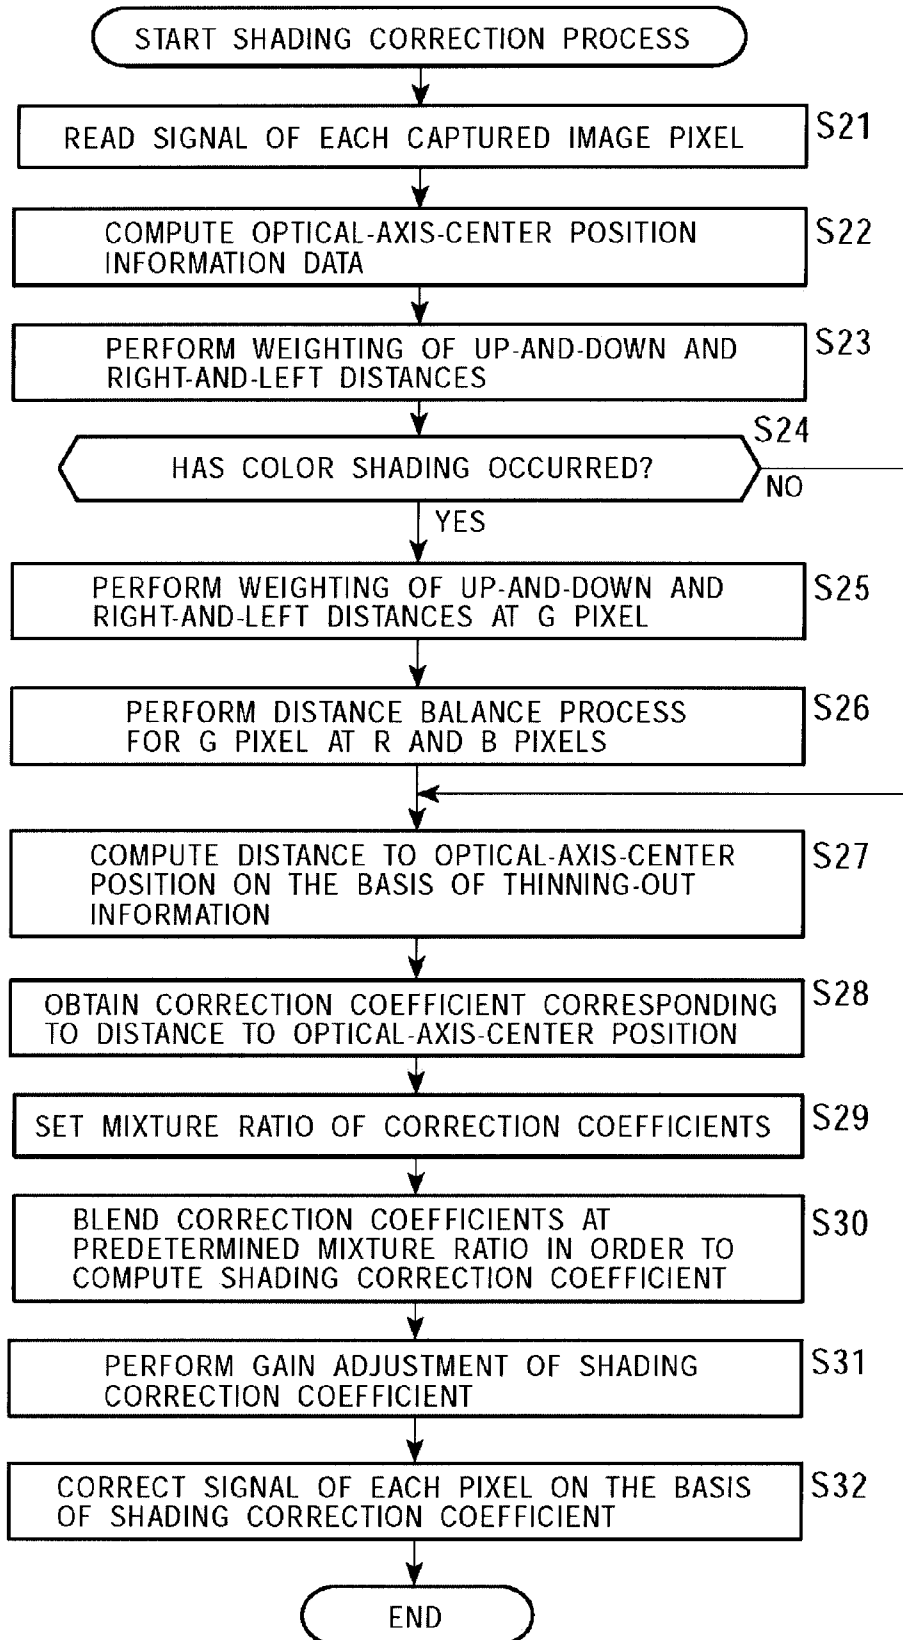 START SHADING CORRECTION PROCESS
READ SIGNAL OF EACH CAPTURED IMAGE PIXEL
S21
COMPUTE OPTICAL-AXIS-CENTER POSITION
INFORMATION DATA
S22
PERFORM WEIGHTING OF UP-AND-DOWN AND
RIGHT-AND-LEFT DISTANCES
S23
HAS COLOR SHADING OCCURRED?
S24
NO
YES
PERFORM WEIGHTING OF UP-AND-DOWN AND
RIGHT-AND-LEFT DISTANCES AT G PIXEL
S25
PERFORM DISTANCE BALANCE PROCESS
FOR G PIXEL AT R AND B PIXELS
S26
COMPUTE DISTANCE TO OPTICAL-AXIS-CENTER
POSITION ON THE BASIS OF THINNING-OUT
INFORMATION
S27
OBTAIN CORRECTION COEFFICIENT CORRESPONDING
TO DISTANCE TO OPTICAL-AXIS-CENTER POSITION
S28
SET MIXTURE RATIO OF CORRECTION COEFFICIENTS
S29
BLEND CORRECTION COEFFICIENTS AT
PREDETERMINED MIXTURE RATIO IN ORDER TO
COMPUTE SHADING CORRECTION COEFFICIENT
S30
PERFORM GAIN ADJUSTMENT OF SHADING
CORRECTION COEFFICIENT
S31
CORRECT SIGNAL OF EACH PIXEL ON THE BASIS
OF SHADING CORRECTION COEFFICIENT
S32
END